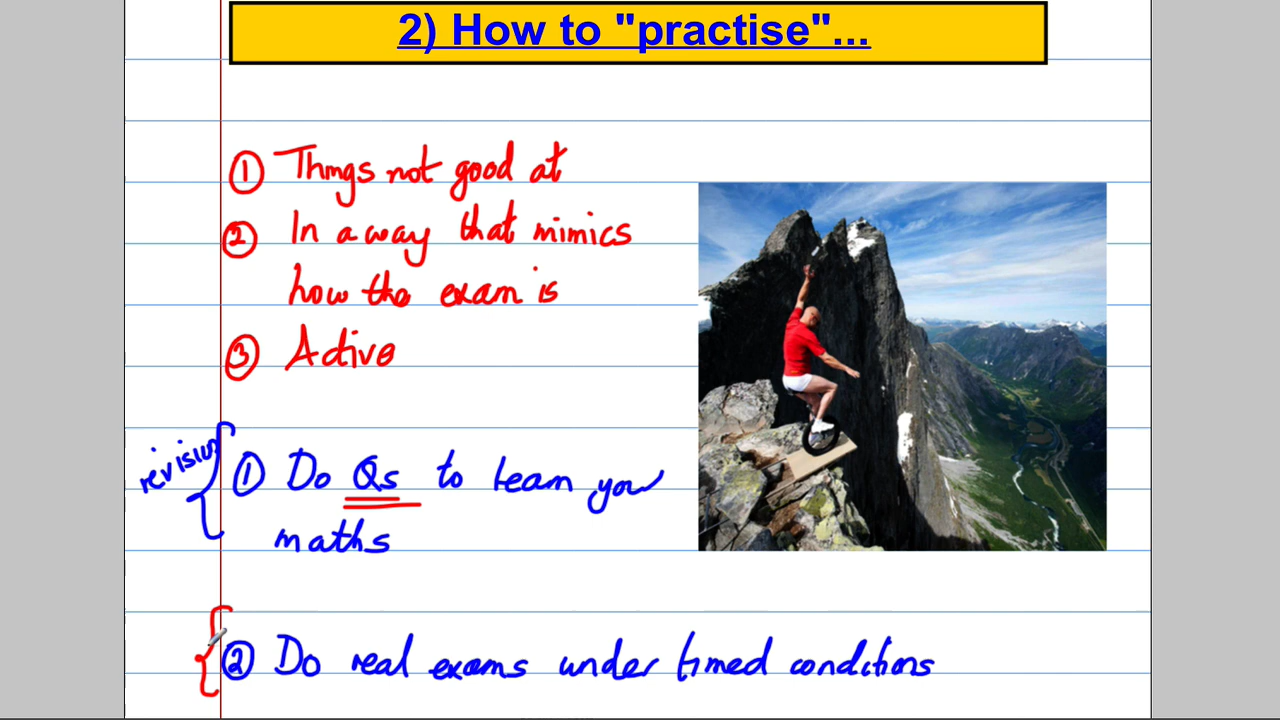 2) How to "practise"...
① Things not good at
② In a way that mimics
how the exam is
③ Active
revision
① Do Qs to learn your
maths
② Do real exams under timed conditions